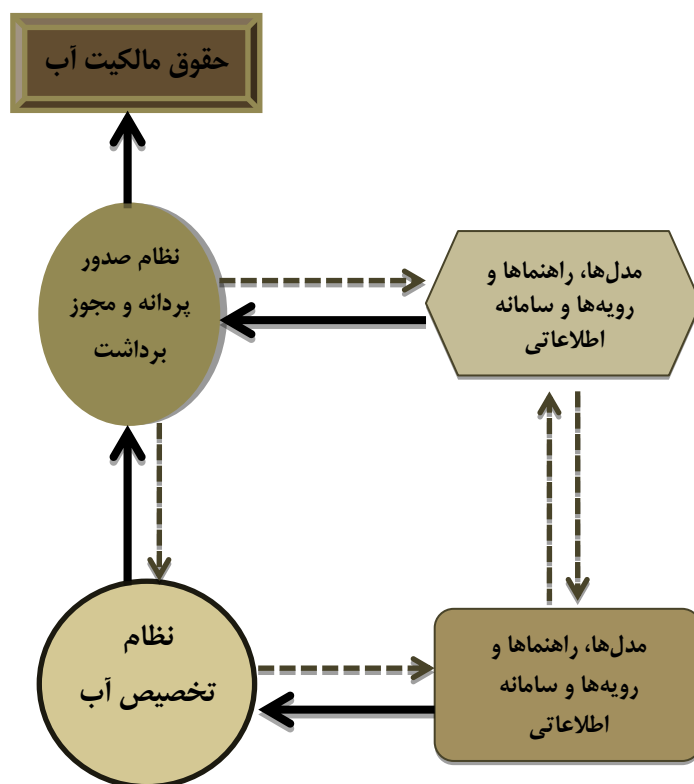 حقوق مالکیت آب
نظام صدور
پردانه و مجوز
برداشت
مدل‌ها، راهنماها و
رویه‌ها و سامانه
اطلاعاتی
نظام
تخصیص آب
مدل‌ها، راهنماها و
رویه‌ها و سامانه
اطلاعاتی